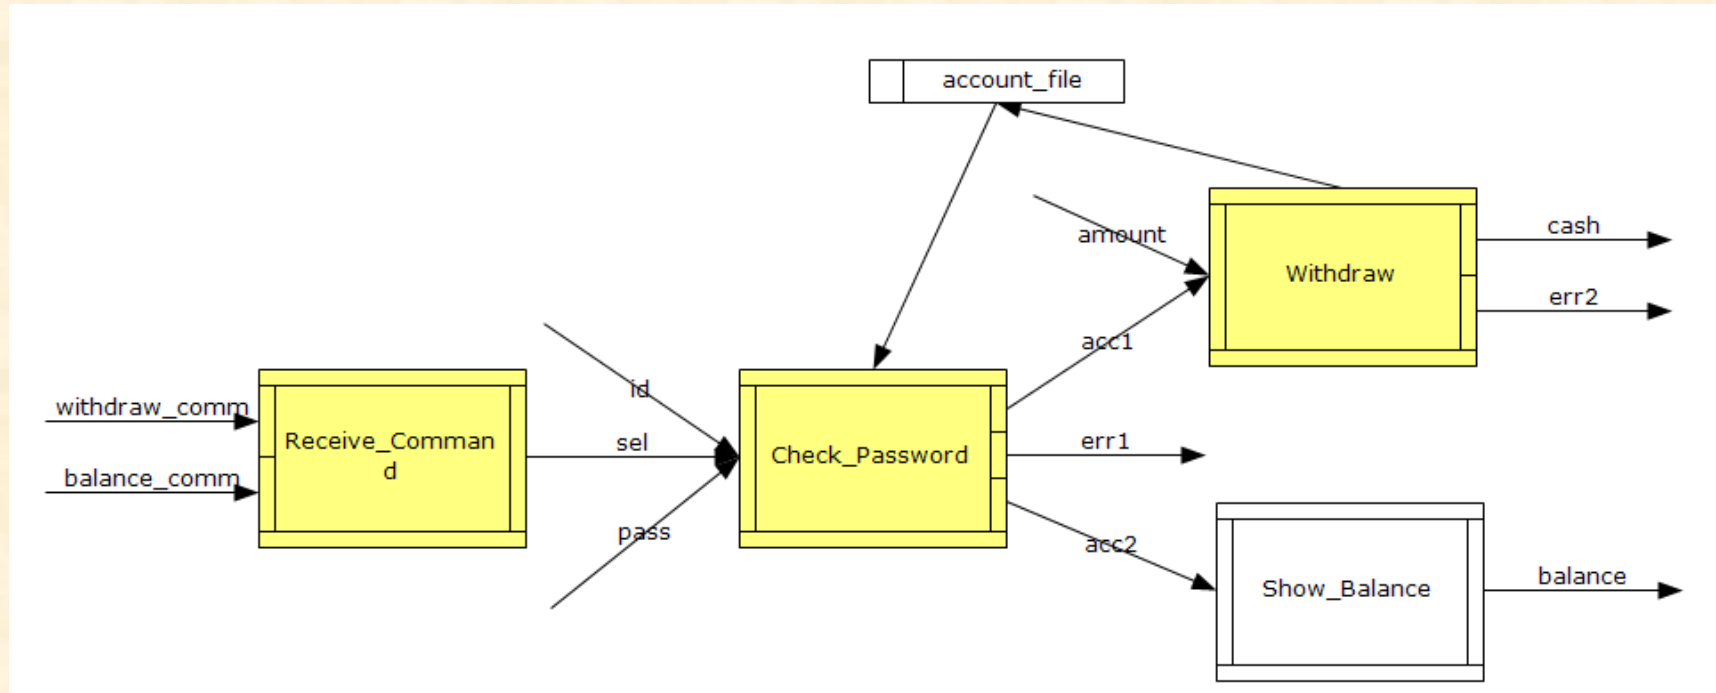 account_file
amount
cash
Withdraw
err2
acc1
id
withdraw_comm
Receive_Comman
d
sel
Check_Password
err1
balance_comm
pass
acc2
Show_Balance
balance